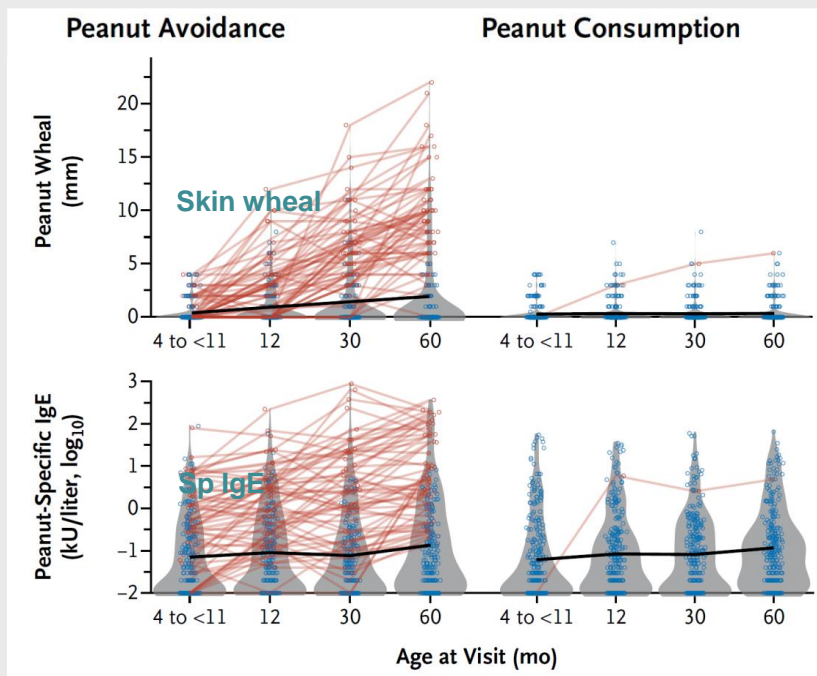 Peanut Avoidance
Peanut Consumption
Peanut Wheal
(mm)
20
15
10
5
0
Skin wheal
4 to <11 12 30 60
4 to <11 12 30 60
Peanut-Specific IgE
(kU/liter, log10)
3
2
1
0
−1
−2
Sp IgE
4 to <11 12 30 60
4 to <11 12 30 60
Age at Visit (mo)